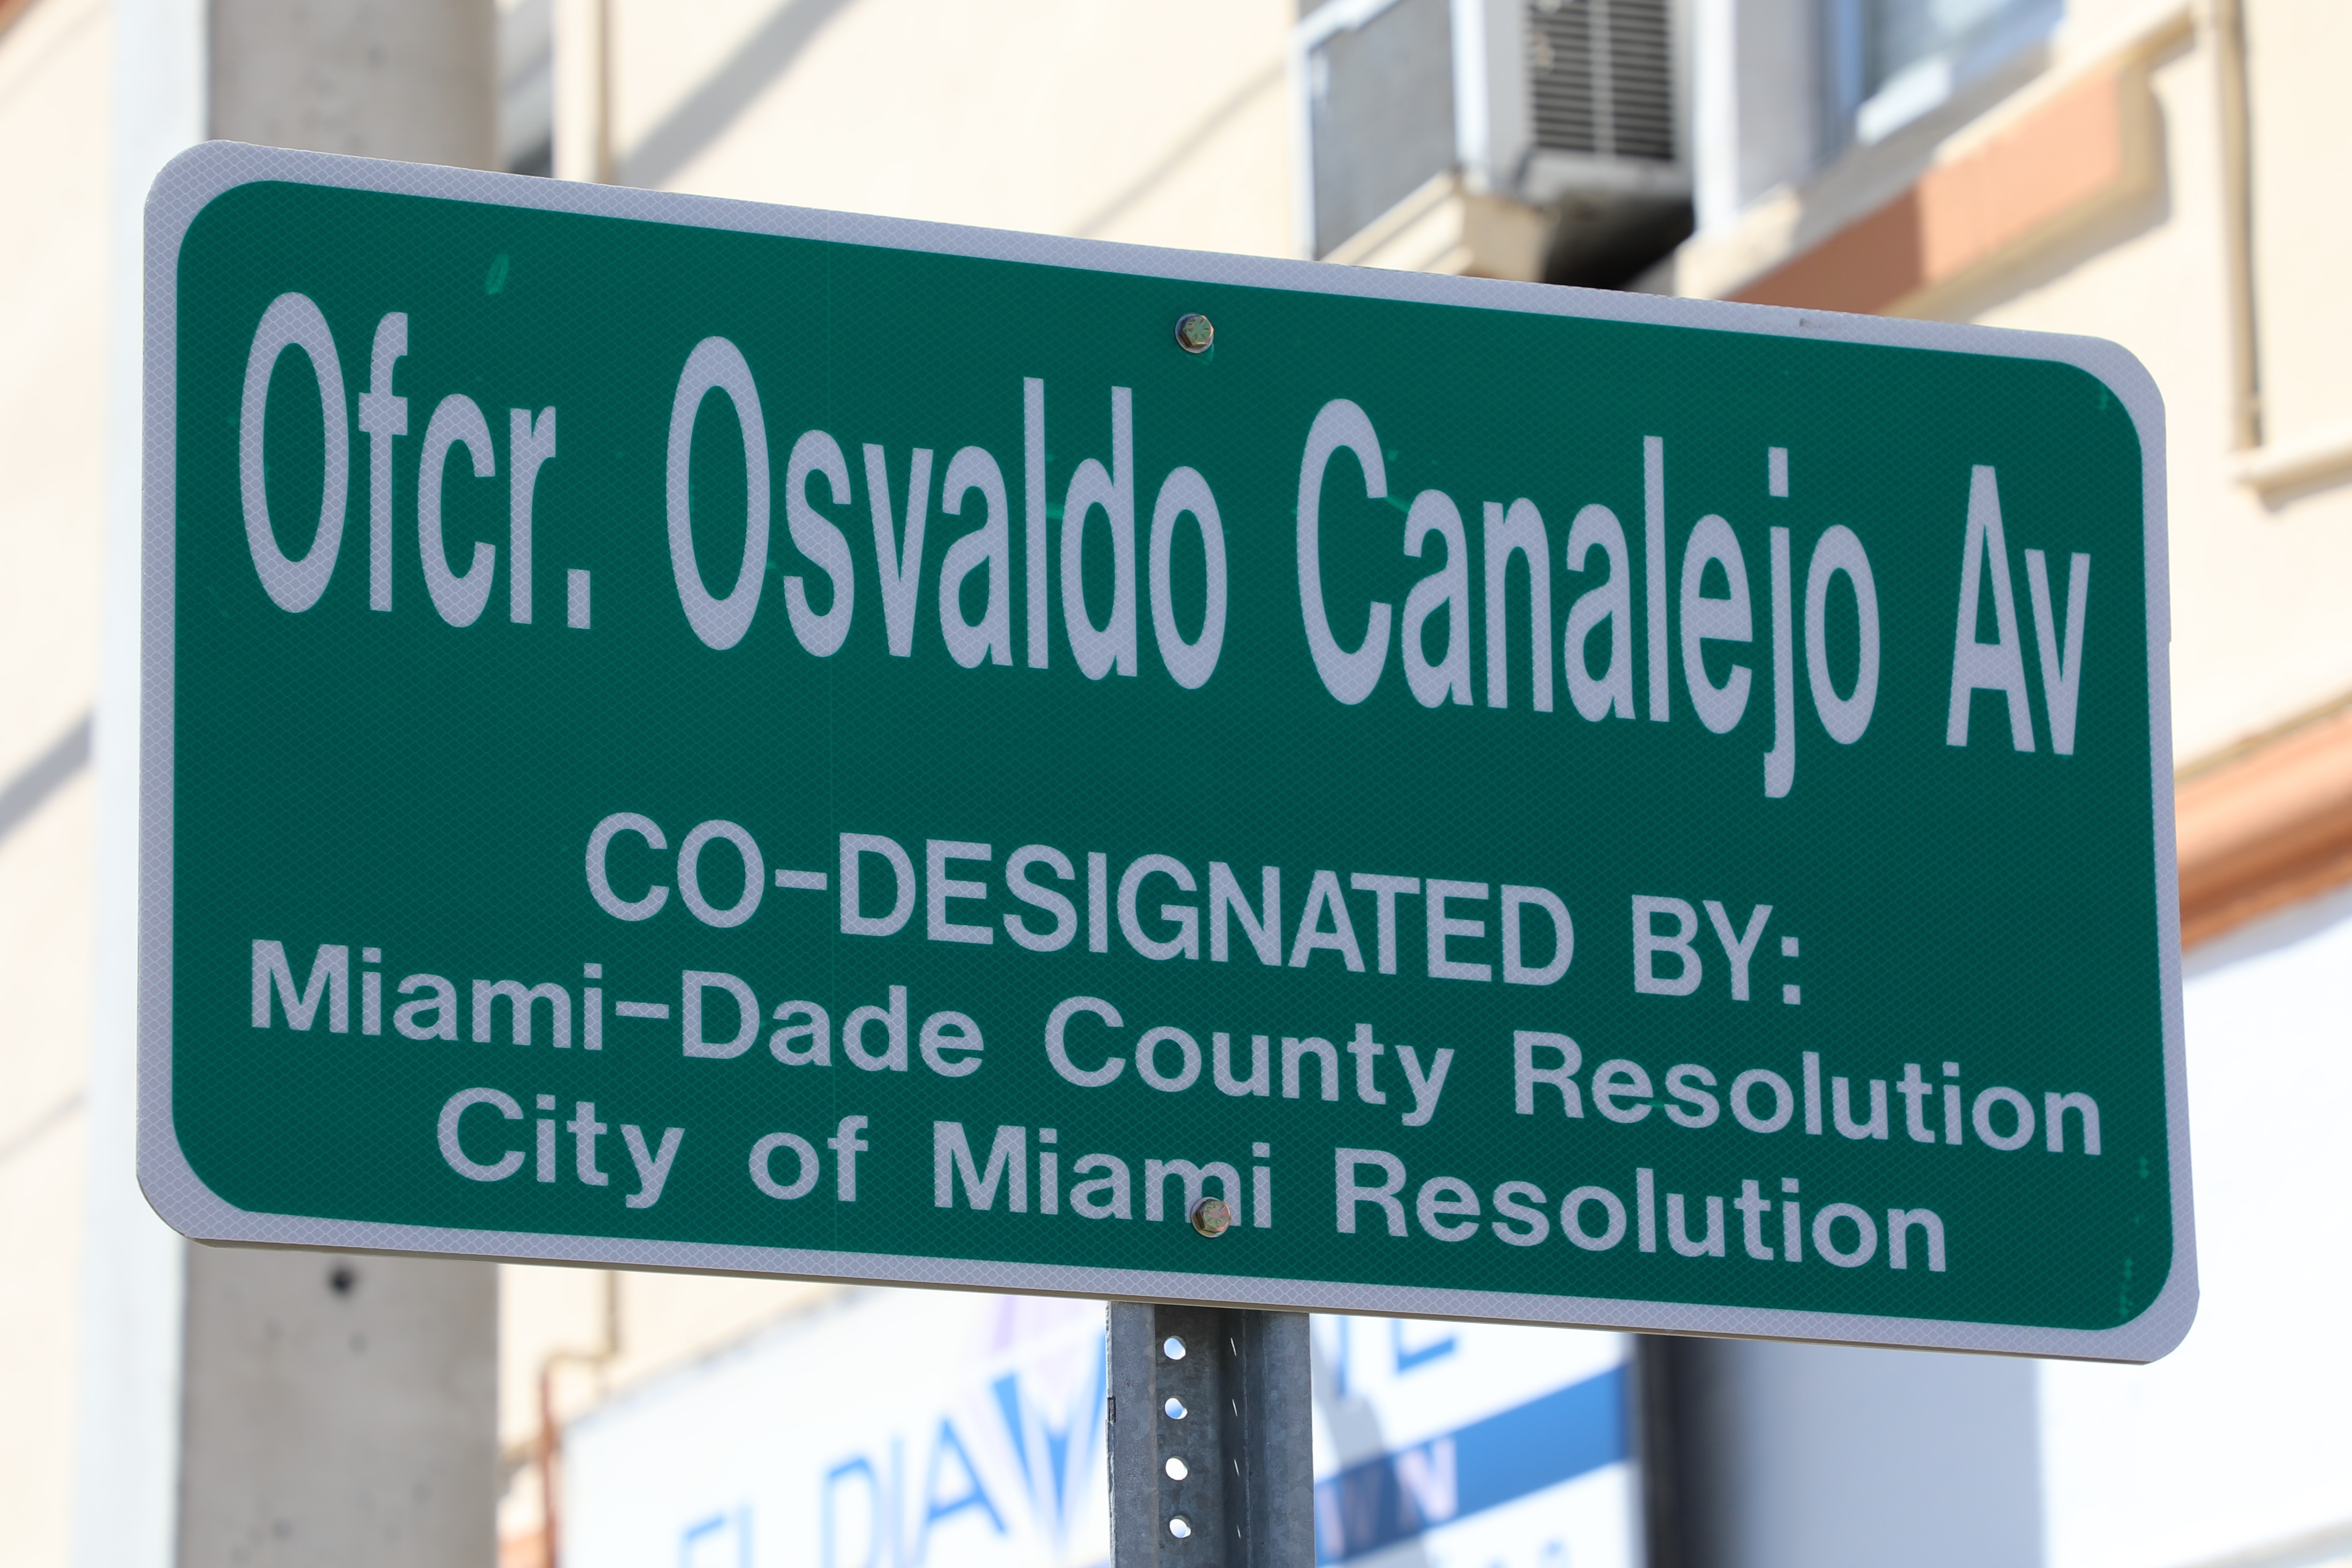 Ofcr. Osvaldo Canalejo Av
CO-DESIGNATED BY:
Miami-Dade County Resolution
City of Miami Resolution